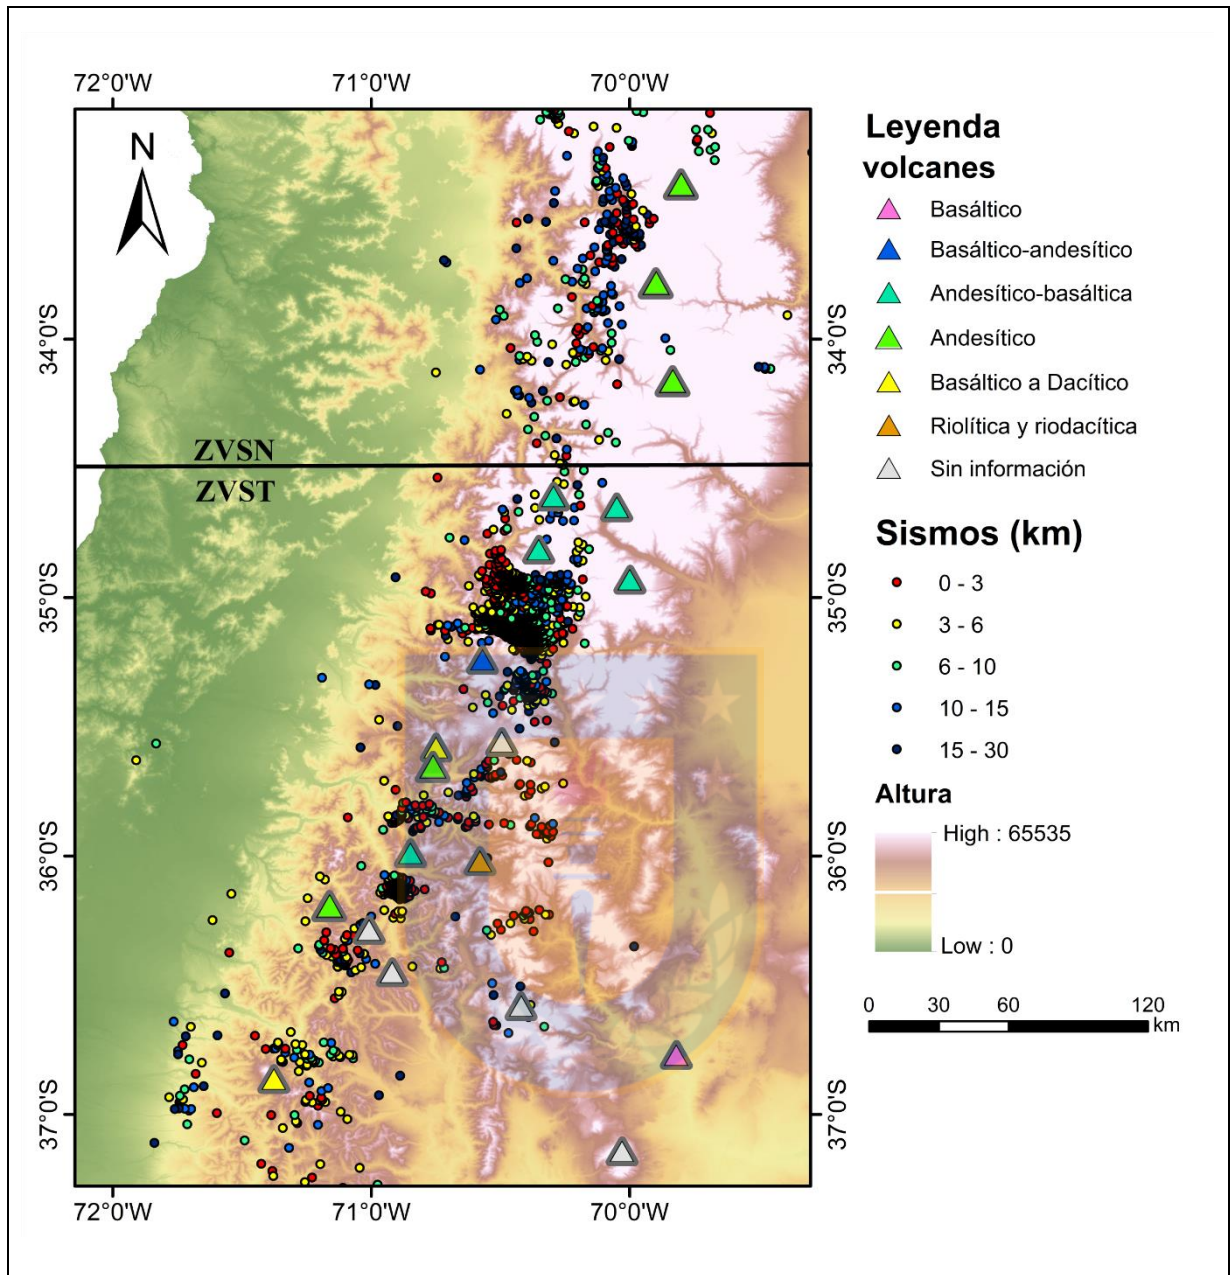 72°0'W 71°0'W 70°0'W
N
34°0'S 34°0'S
ZVSN
ZVST
35°0'S 35°0'S
36°0'S 36°0'S
37°0'S 37°0'S
72°0'W 71°0'W 70°0'W
Leyenda
volcanes
Basáltico
Basáltico-andesítico
Andesítico-basáltica
Andesítico
Basáltico a Dacítico
Riolítica y riodacítica
Sin información
Sismos (km)
0 - 3
3 - 6
6 - 10
10 - 15
15 - 30
Altura
High : 65535
Low : 0
0 30 60 120
km